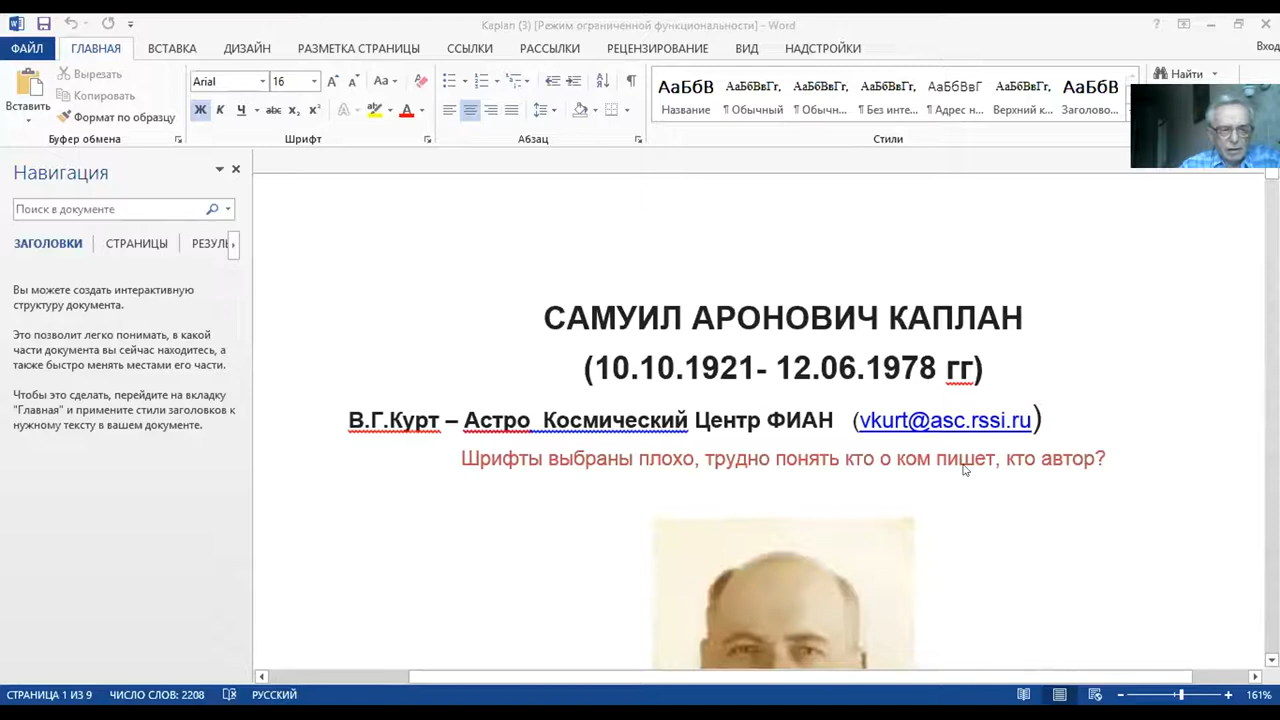 Kaplan (3) [Режим ограниченной функциональности] - Word
ФАЙЛ ГЛАВНАЯ ВСТАВКА ДИЗАЙН РАЗМЕТКА СТРАНИЦЫ ССЫЛКИ РАССЫЛКИ РЕЦЕНЗИРОВАНИЕ ВИД НАДСТРОЙКИ Вход
Вставить
Вырезать
Копировать
Формат по образцу
Буфер обмена
Arial 16
Ж К Ч abc x₂ x²
Шрифт
Абзац
АаБбВ АаБбВвГг, АаБбВвГг, АаБбВвГг, АаБбВвГг АаБбВвГг, АаБбВ
Название ¶ Обычный ¶ Обычн... ¶ Без инте... ¶ Адрес н... Верхний к... Заголово...
Стили
Найти
Навигация
Поиск в документе
ЗАГОЛОВКИ СТРАНИЦЫ РЕЗУЛЬ
Вы можете создать интерактивную
структуру документа.
Это позволит легко понимать, в какой
части документа вы сейчас находитесь, а
также быстро менять местами его части.
Чтобы это сделать, перейдите на вкладку
"Главная" и примените стили заголовков к
нужному тексту в вашем документе.
САМУИЛ АРОНОВИЧ КАПЛАН
(10.10.1921- 12.06.1978 гг)
В.Г.Курт – Астро Космический Центр ФИАН (vkurt@asc.rssi.ru)
Шрифты выбраны плохо, трудно понять кто о ком пишет, кто автор?
СТРАНИЦА 1 ИЗ 9 ЧИСЛО СЛОВ: 2208 РУССКИЙ 161%